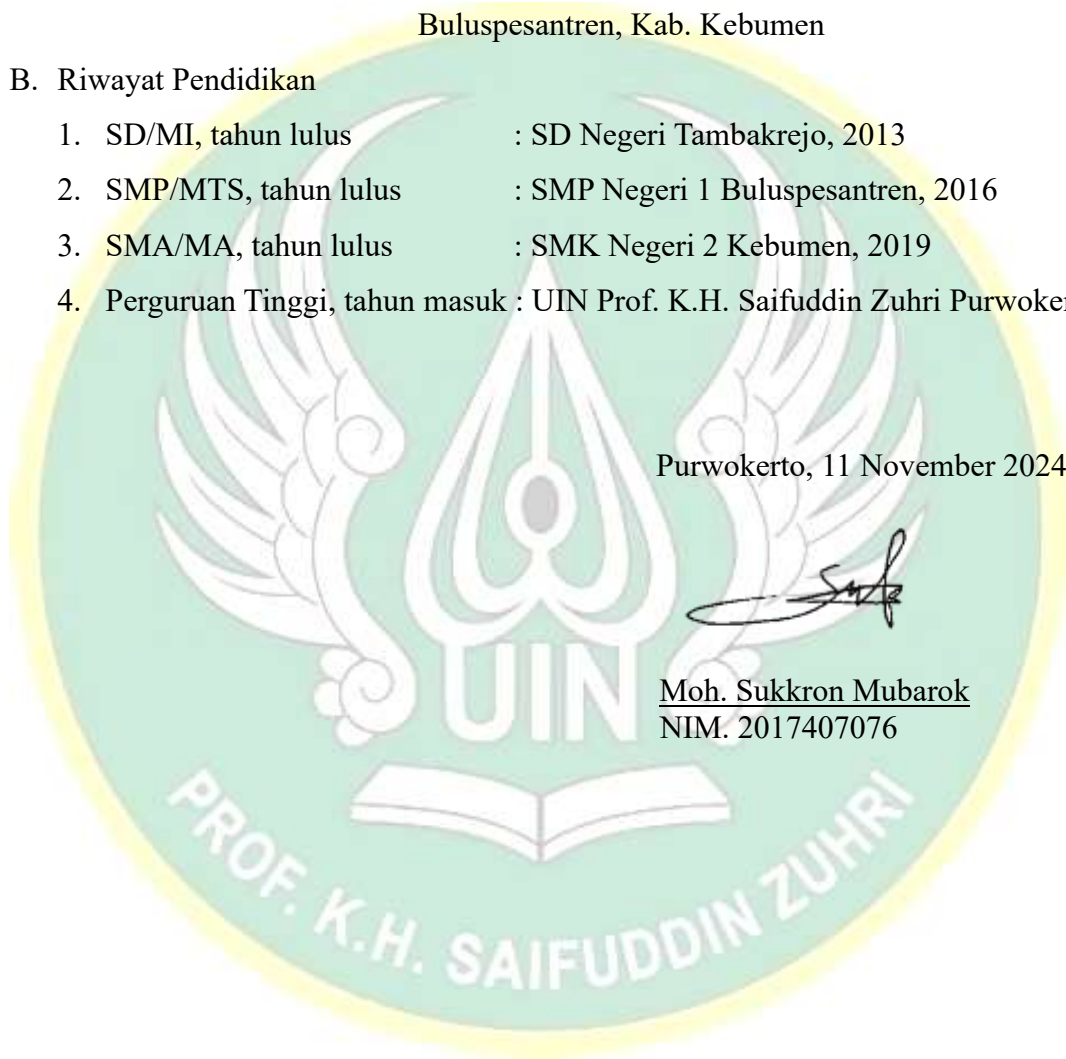 Buluspesantren, Kab. Kebumen
B. Riwayat Pendidikan
1. SD/MI, tahun lulus : SD Negeri Tambakrejo, 2013
2. SMP/MTS, tahun lulus : SMP Negeri 1 Buluspesantren, 2016
3. SMA/MA, tahun lulus : SMK Negeri 2 Kebumen, 2019
4. Perguruan Tinggi, tahun masuk : UIN Prof. K.H. Saifuddin Zuhri
Purwokerto, 11 November 2024
Moh. Sukkron Mubarok
NIM. 2017407076
UIN
PROF. K.H. SAIFUDDIN ZUHRI